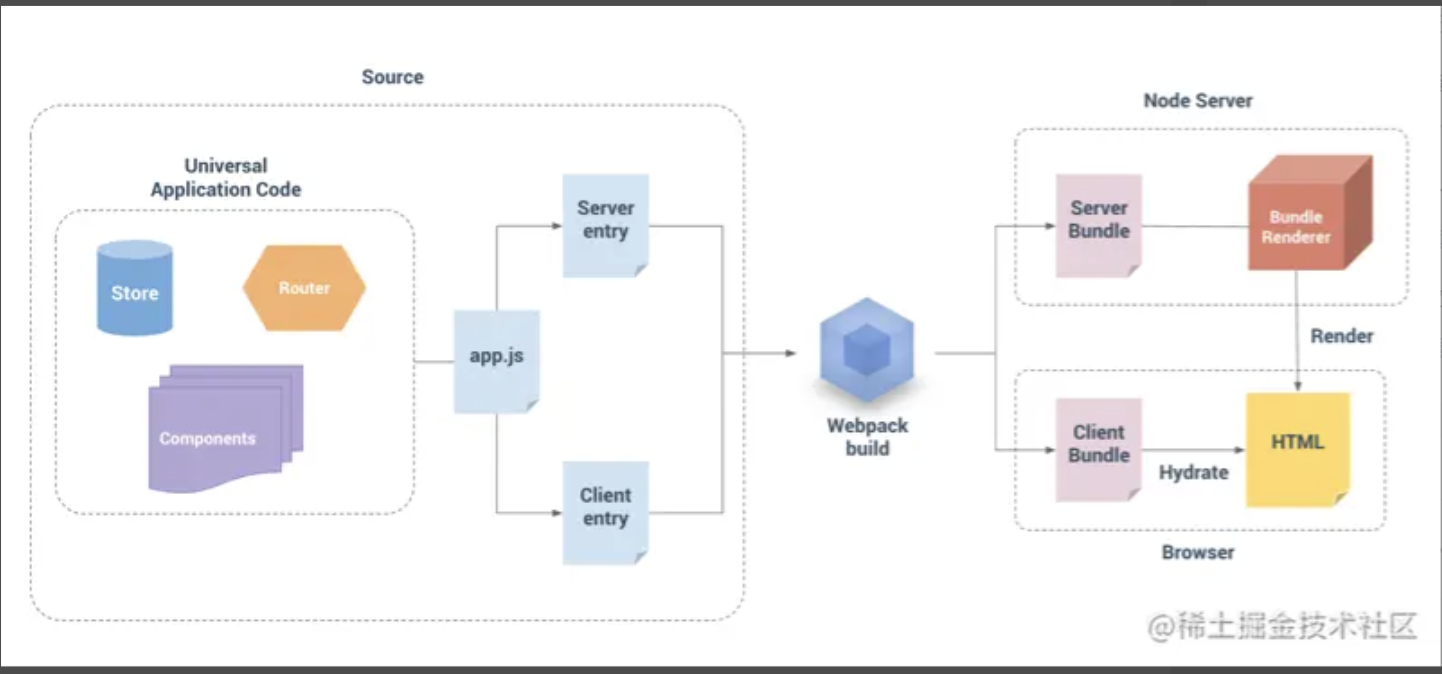 Source
Universal
Application Code
Store
Router
Components
app.js
Server
entry
Client
entry
Webpack
build
Node Server
Server
Bundle
Bundle
Renderer
Render
Client
Bundle
Hydrate
HTML
Browser
@稀土掘金技术社区